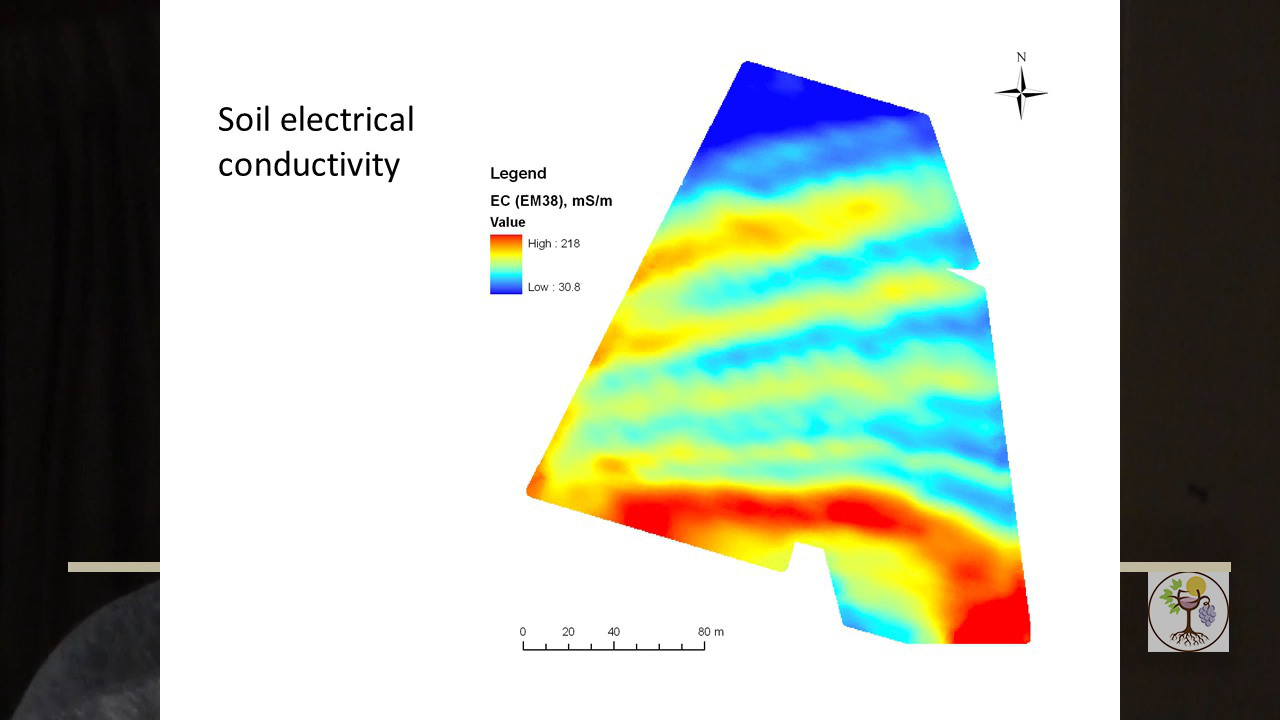 Soil electrical
conductivity
N
Legend
EC (EM38), mS/m
Value
High : 218
Low : 30.8
0 20 40 80 m